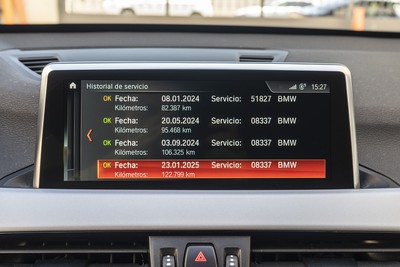 15:27
Historial de servicio
OK Fecha: 08.01.2024 Servicio: 51827 BMW
Kilómetros: 82.387 km
OK Fecha: 20.05.2024 Servicio: 08337 BMW
Kilómetros: 95.468 km
OK Fecha: 03.09.2024 Servicio: 08337 BMW
Kilómetros: 106.325 km
OK Fecha: 23.01.2025 Servicio: 08337 BMW
Kilómetros: 122.799 km